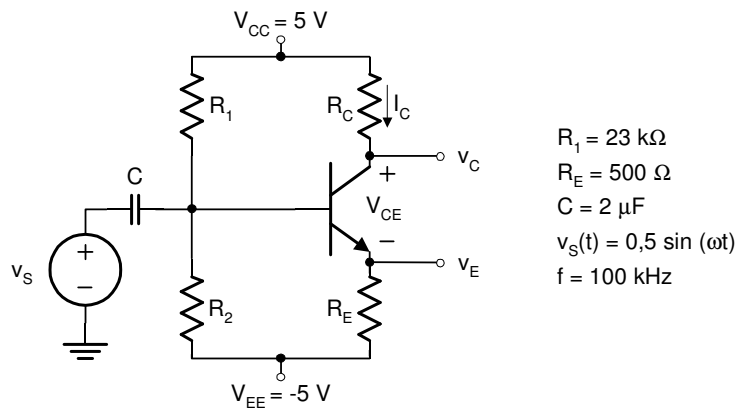 V_CC = 5 V
R_1
R_C
I_C
v_C
C
+
V_CE
−
v_S
+
−
v_E
R_2
R_E
V_EE = -5 V
R_1 = 23 kΩ
R_E = 500 Ω
C = 2 μF
v_S(t) = 0,5 sin (ωt)
f = 100 kHz